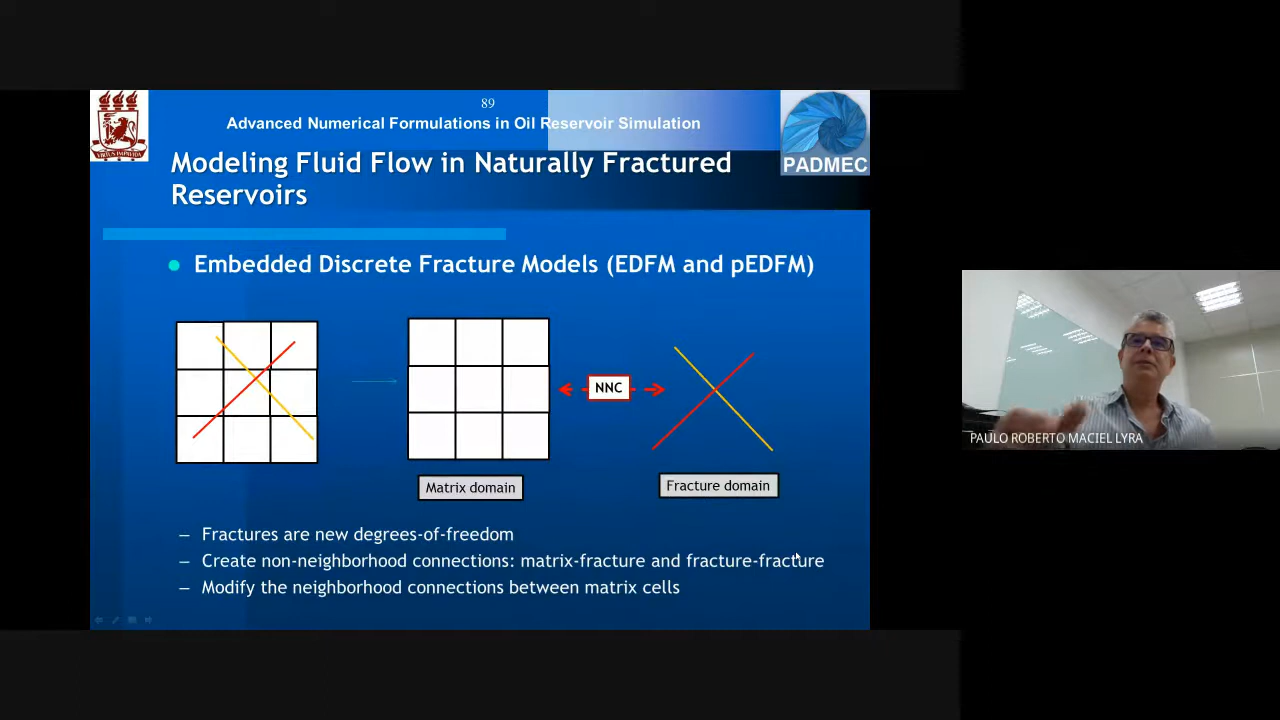 89
Advanced Numerical Formulations in Oil Reservoir Simulation
PADMEC
Modeling Fluid Flow in Naturally Fractured
Reservoirs
Embedded Discrete Fracture Models (EDFM and pEDFM)
NNC
Matrix domain
Fracture domain
– Fractures are new degrees-of-freedom
– Create non-neighborhood connections: matrix-fracture and fracture-fracture
– Modify the neighborhood connections between matrix cells
PAULO ROBERTO MACIEL LYRA